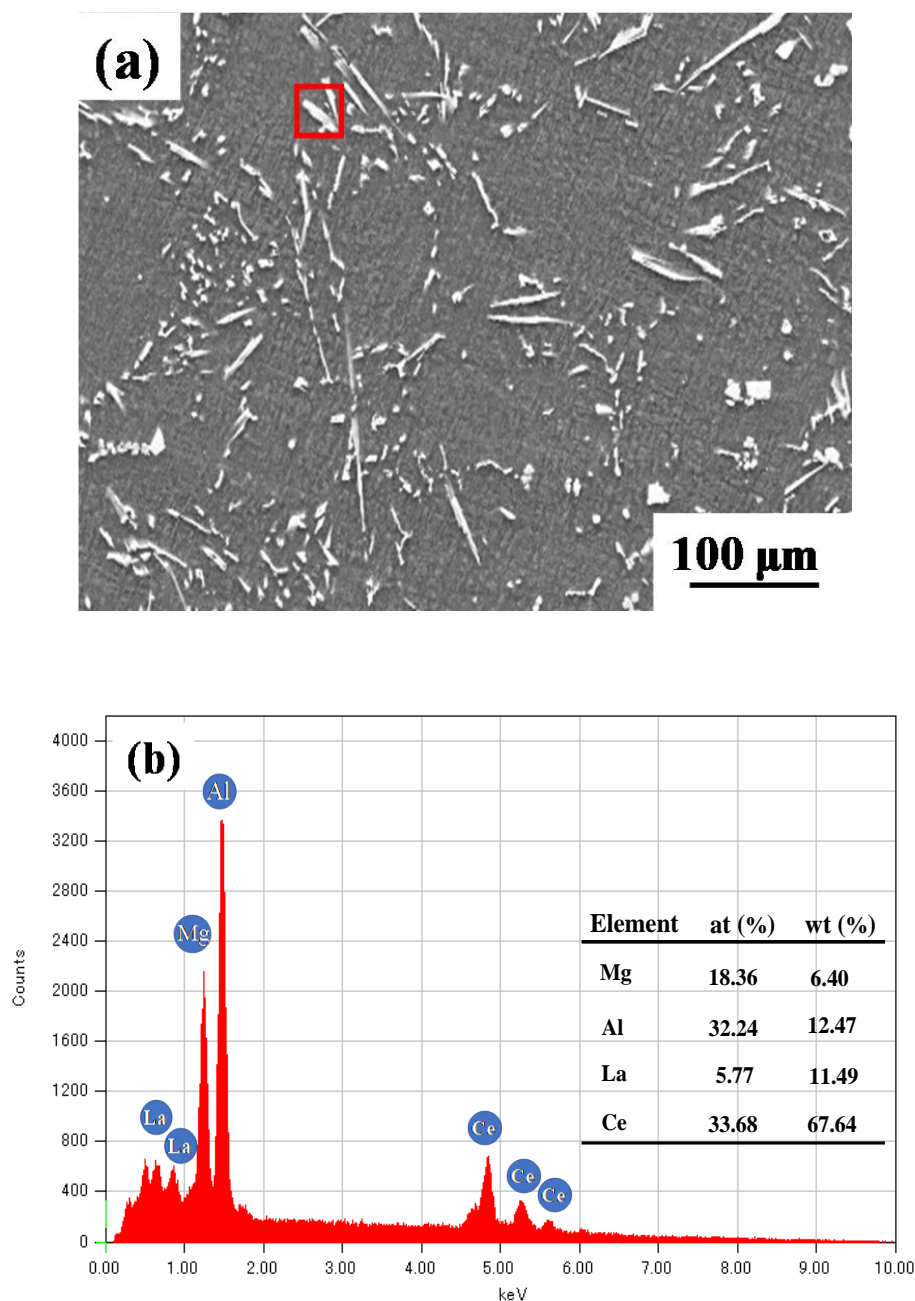 (a)
100 μm
(b)
4000
3600
3200
2800
2400
2000
1600
1200
800
400
0
Counts
Al
Mg
La
La
Ce
Ce
Ce
Element at (%) wt (%)
Mg 18.36 6.40
Al 32.24 12.47
La 5.77 11.49
Ce 33.68 67.64
0.00 1.00 2.00 3.00 4.00 5.00 6.00 7.00 8.00 9.00 10.00
keV